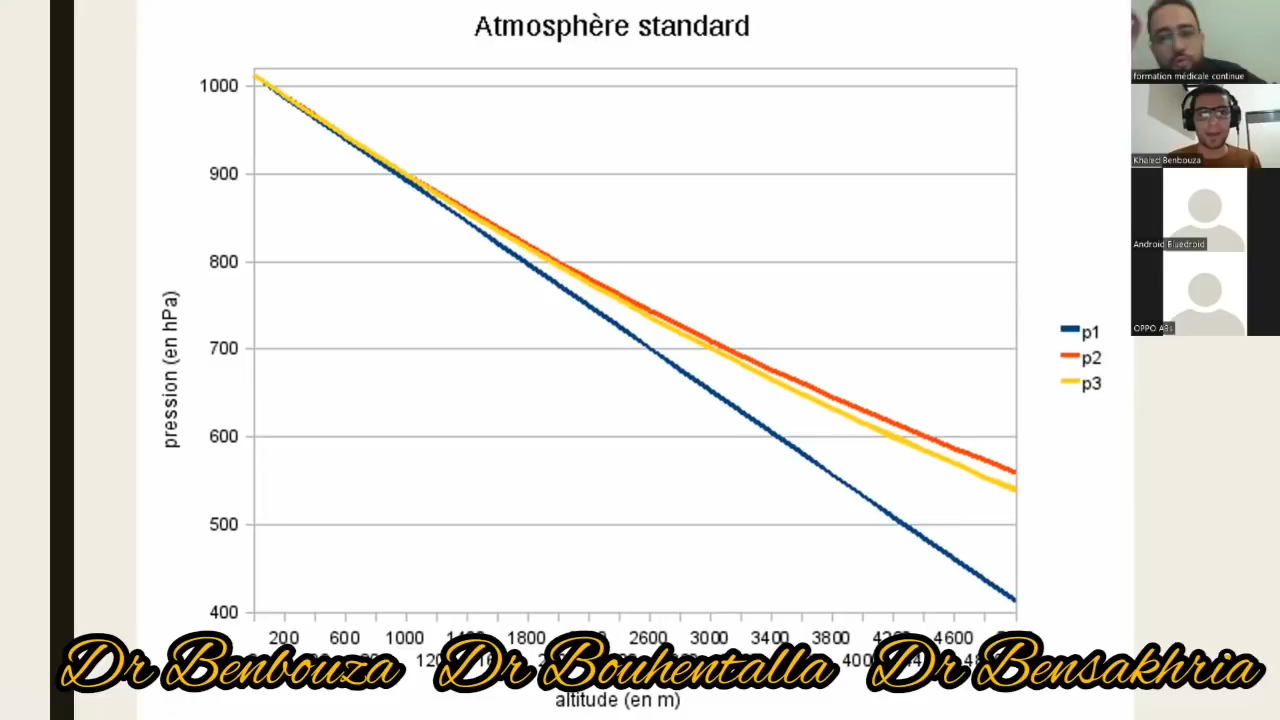 Atmosphère standard
formation médicale continue
Khaled Benbouza
Android Bluedroid
OPPO
1000
900
800
700
600
500
400
pression (en hPa)
p1
p2
p3
200 600 1000 1800 2600 3000 3400 3800 4600
Dr Benbouza Dr Bouhentalla Dr Bensakhria
altitude (en m)